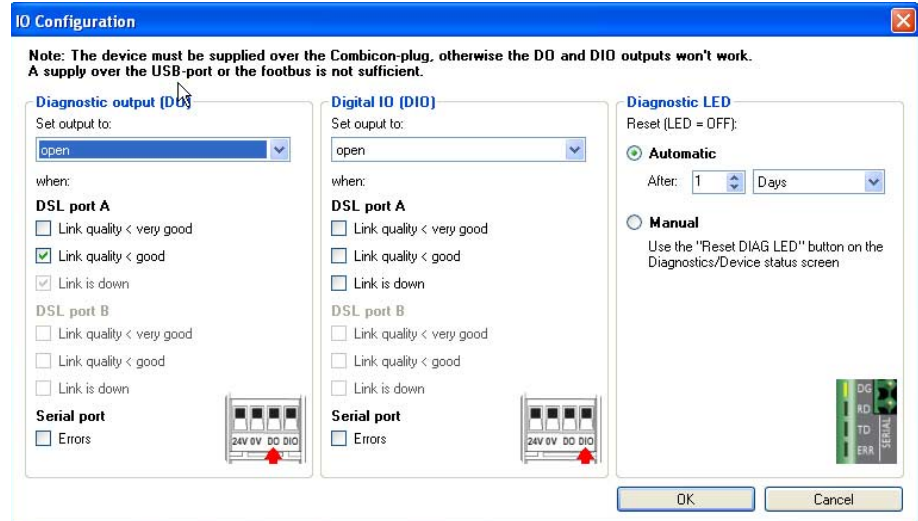 IO Configuration
Note: The device must be supplied over the Combicon-plug, otherwise the DO and DIO outputs won't work.
A supply over the USB-port or the footbus is not sufficient.
Diagnostic output (DO)
Set output to:
open
when:
DSL port A
Link quality < very good
Link quality < good
Link is down
DSL port B
Link quality < very good
Link quality < good
Link is down
Serial port
Errors
24V 0V DO DIO
Digital IO (DIO)
Set ouput to:
open
when:
DSL port A
Link quality < very good
Link quality < good
Link is down
DSL port B
Link quality < very good
Link quality < good
Link is down
Serial port
Errors
24V 0V DO DIO
Diagnostic LED
Reset (LED = OFF):
Automatic
After: 1 Days
Manual
Use the "Reset DIAG LED" button on the
Diagnostics/Device status screen
DG
RD
TD
ERR
SERIAL
OK
Cancel